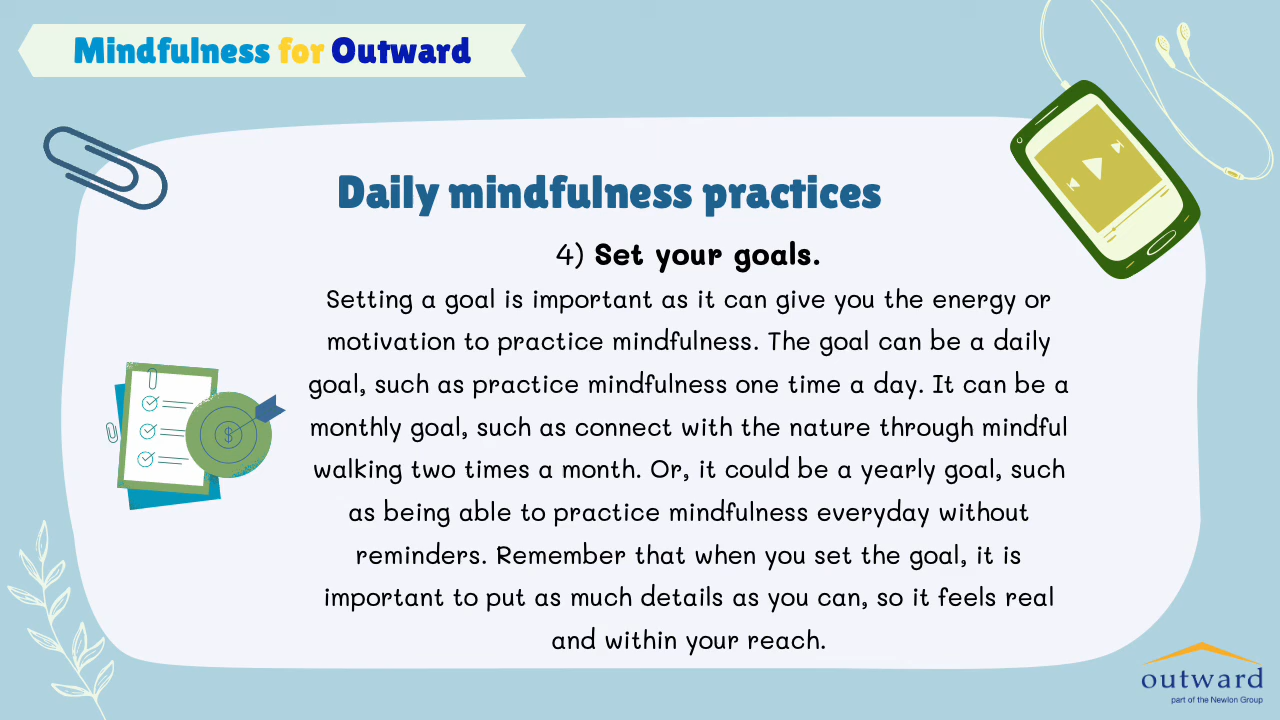 Mindfulness for Outward
Daily mindfulness practices
4) Set your goals.
Setting a goal is important as it can give you the energy or
motivation to practice mindfulness. The goal can be a daily
goal, such as practice mindfulness one time a day. It can be a
monthly goal, such as connect with the nature through mindful
walking two times a month. Or, it could be a yearly goal, such
as being able to practice mindfulness everyday without
reminders. Remember that when you set the goal, it is
important to put as much details as you can, so it feels real
and within your reach.
$
outward
part of the Newlon Group